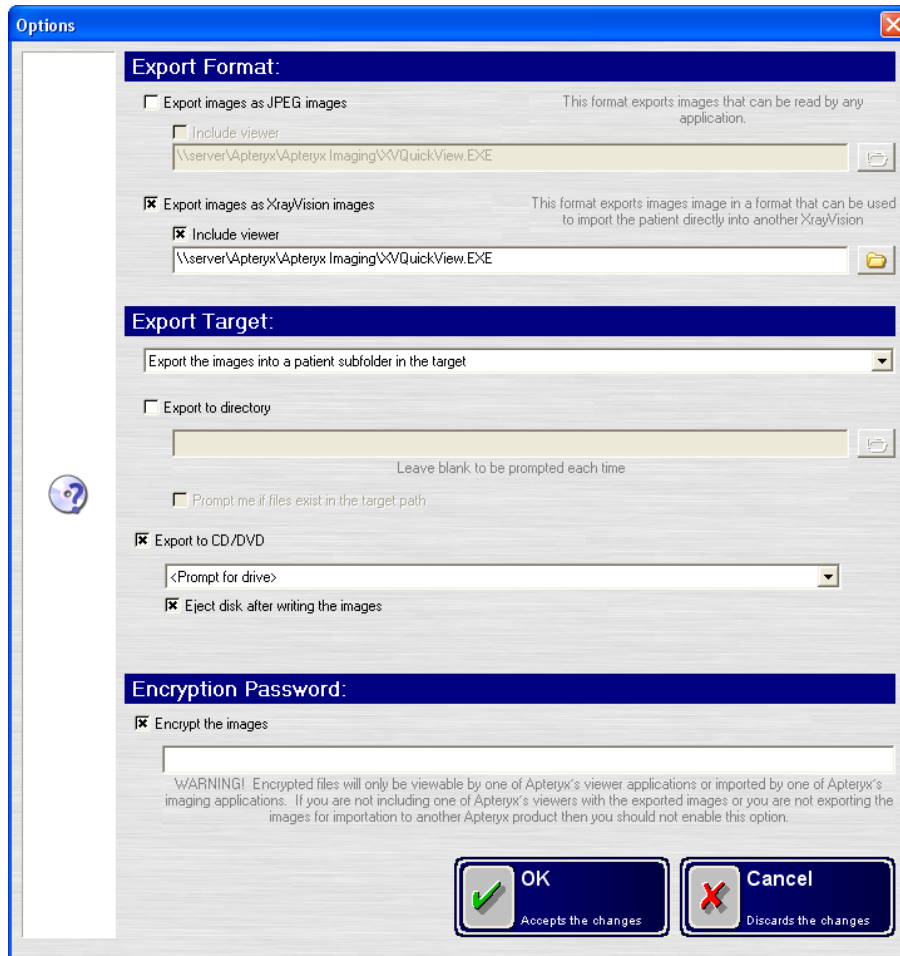 Options
Export Format:
Export images as JPEG images
This format exports images that can be read by any
application.
Include viewer
\\server\Apteryx\Apteryx Imaging\XVQuickView.EXE
Export images as XrayVision images
This format exports images image in a format that can be used
to import the patient directly into another XrayVision
Include viewer
\\server\Apteryx\Apteryx Imaging\XVQuickView.EXE
Export Target:
Export the images into a patient subfolder in the target
Export to directory
Leave blank to be prompted each time
Prompt me if files exist in the target path
Export to CD/DVD
<Prompt for drive>
Eject disk after writing the images
Encryption Password:
Encrypt the images
WARNING!  Encrypted files will only be viewable by one of Apteryx's viewer applications or imported by one of Apteryx's
imaging applications.  If you are not including one of Apteryx's viewers with the exported images or you are not exporting the
images for importation to another Apteryx product then you should not enable this option.
OK
Accepts the changes
Cancel
Discards the changes